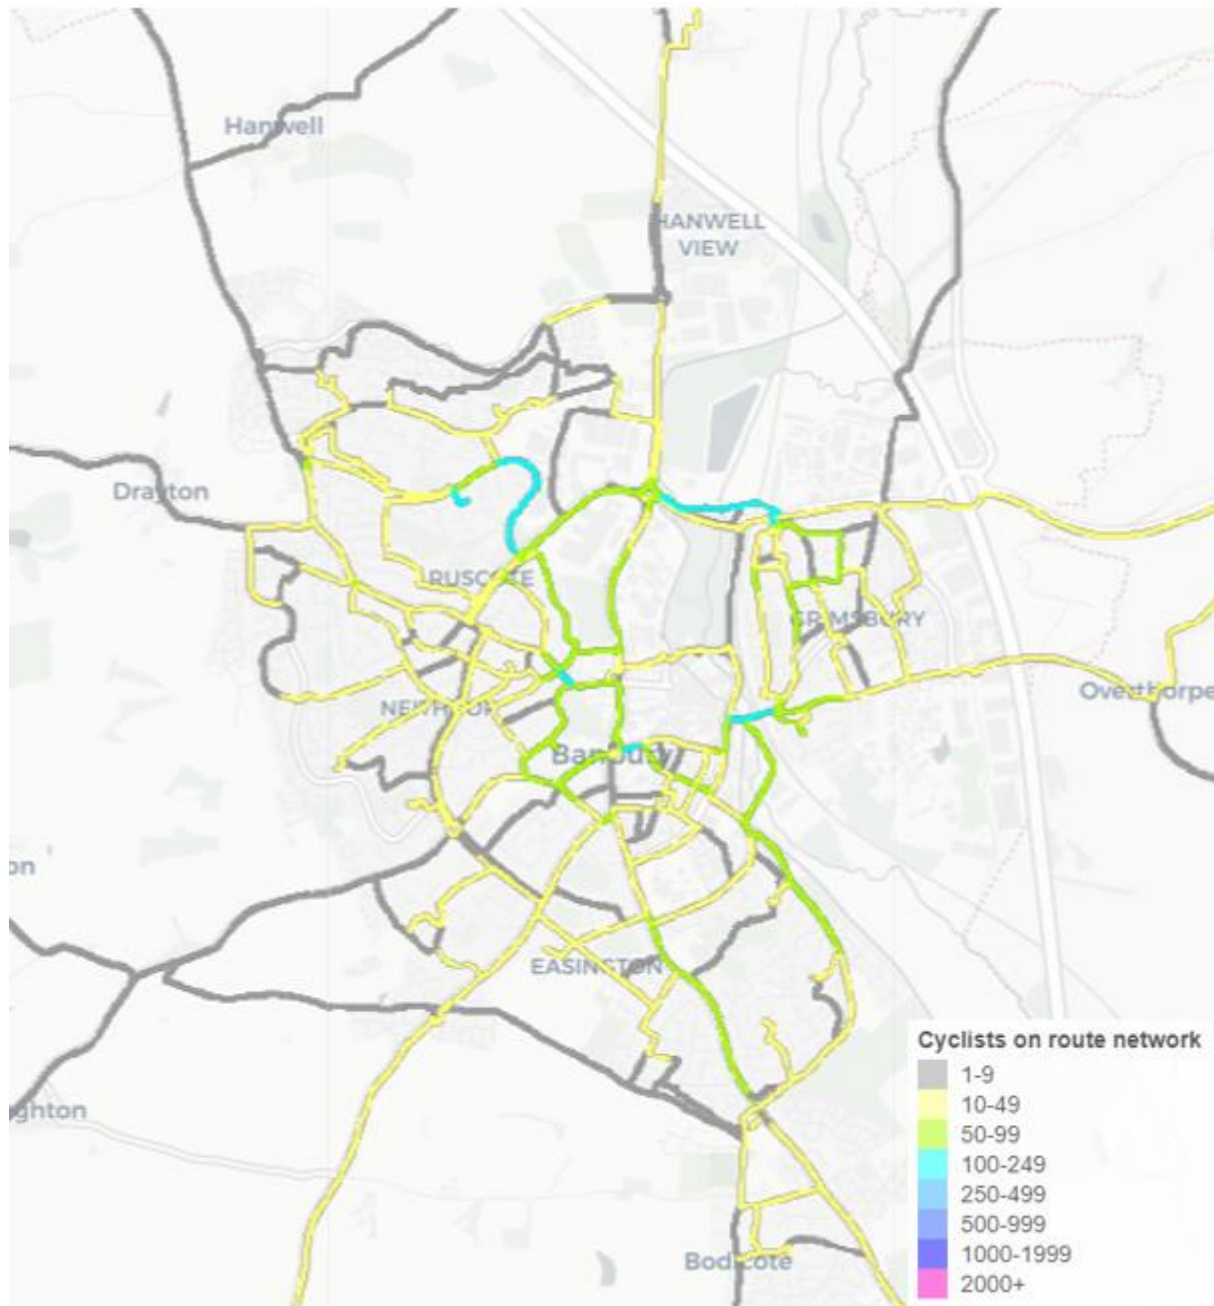 Hanwell
HANWELL
VIEW
Drayton
RUSCOTE
GRIMSBURY
Overthorpe
NEITHROP
Banbury
on
EASINGTON
ghton
Bodicote
Cyclists on route network
1-9
10-49
50-99
100-249
250-499
500-999
1000-1999
2000+